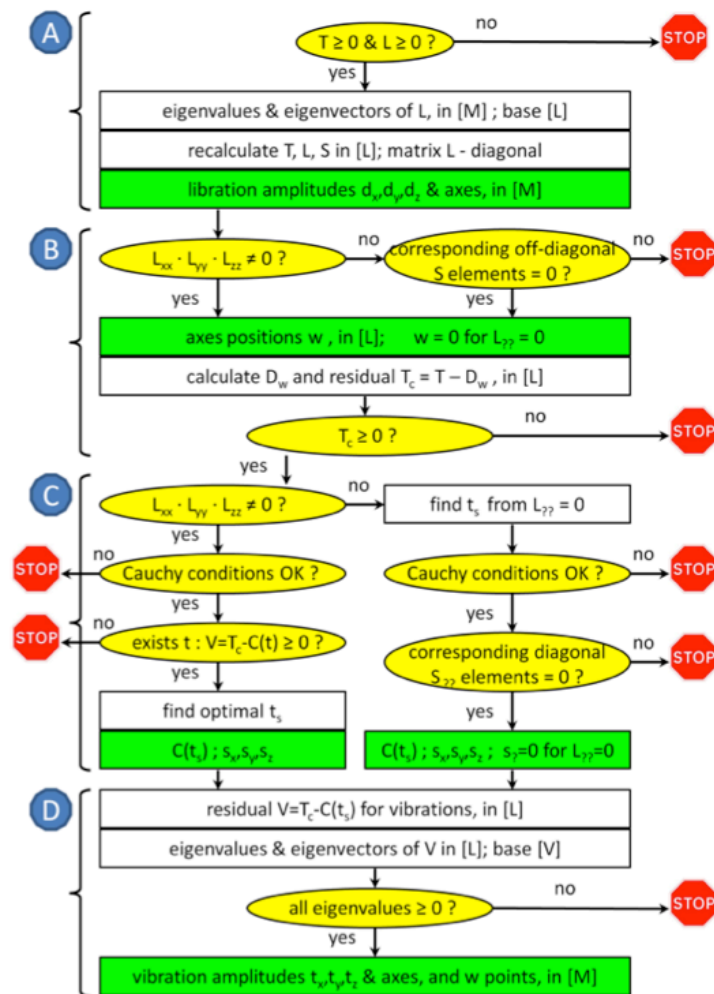 A
T ≥ 0 & L ≥ 0 ?
no
STOP
yes
eigenvalues & eigenvectors of L, in [M] ; base [L]
recalculate T, L, S in [L]; matrix L - diagonal
libration amplitudes dx,dy,dz & axes, in [M]
B
Lxx · Lyy · Lzz ≠ 0 ?
no
corresponding off-diagonal
S elements = 0 ?
no
STOP
yes
yes
axes positions w , in [L]; w = 0 for L?? = 0
calculate Dw and residual Tc = T – Dw , in [L]
Tc ≥ 0 ?
no
STOP
yes
C
Lxx · Lyy · Lzz ≠ 0 ?
no
find ts from L?? = 0
yes
STOP
no
Cauchy conditions OK ?
Cauchy conditions OK ?
no
STOP
yes
yes
STOP
no
exists t : V=Tc-C(t) ≥ 0 ?
corresponding diagonal
S?? elements = 0 ?
no
STOP
yes
yes
find optimal ts
C(ts) ; sx,sy,sz
C(ts) ; sx,sy,sz ; s?=0 for L??=0
D
residual V=Tc-C(ts) for vibrations, in [L]
eigenvalues & eigenvectors of V in [L]; base [V]
all eigenvalues ≥ 0 ?
no
STOP
yes
vibration amplitudes tx,ty,tz & axes, and w points, in [M]